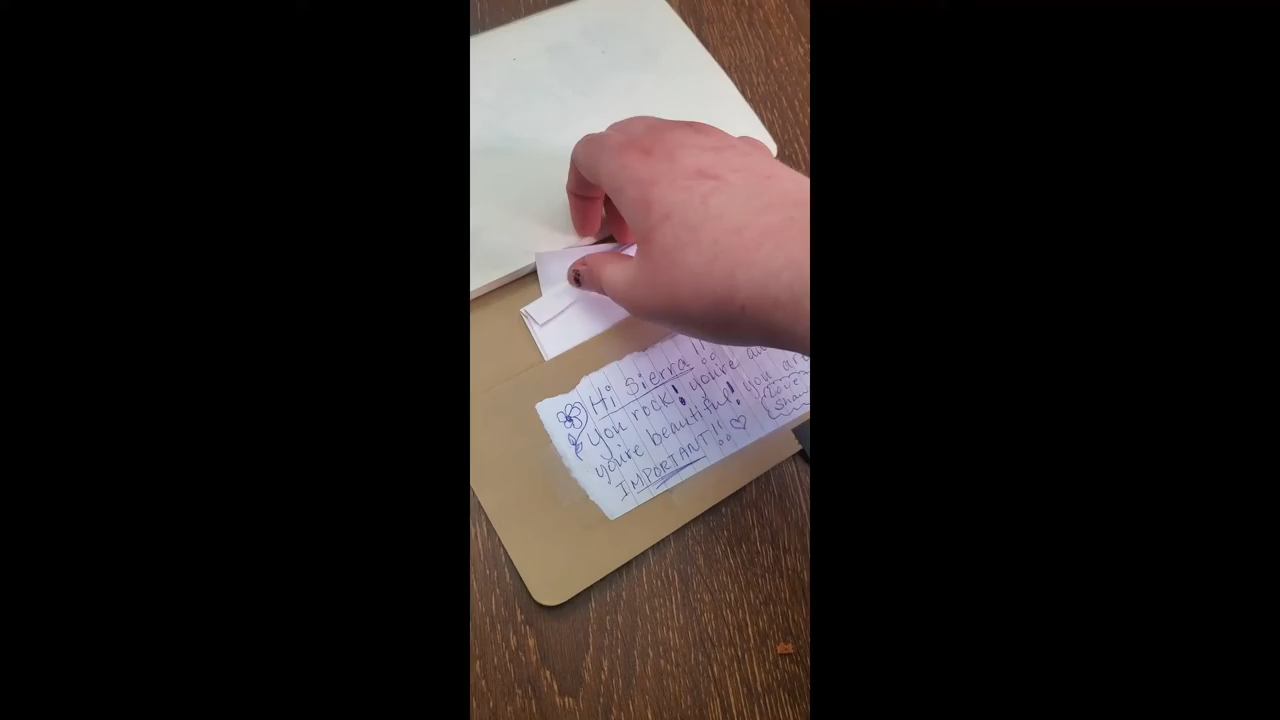 Hi Sierra!!
You rock! you're
you're beautiful! You are
IMPORTANT!! ♡
Love